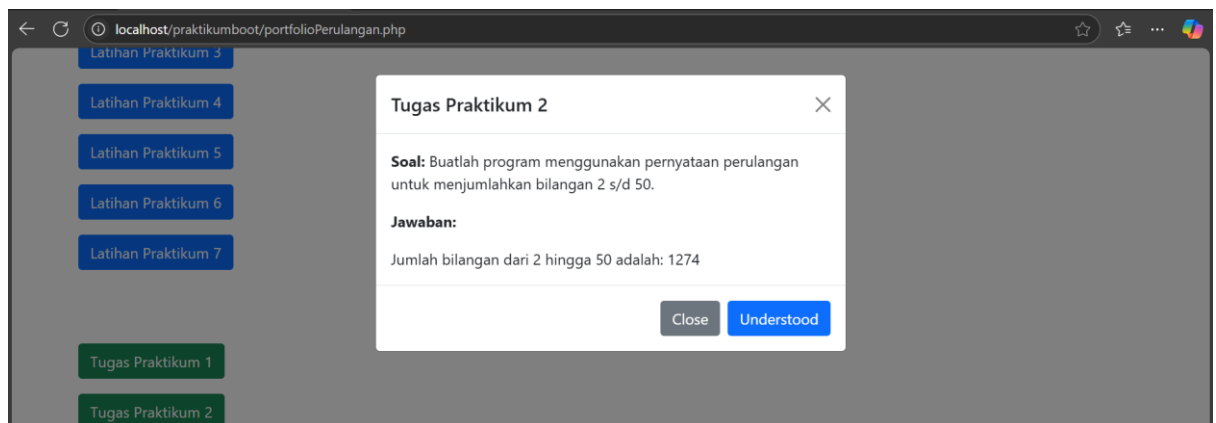 localhost/praktikumboot/portfolioPerulangan.php
Latihan Praktikum 3
Latihan Praktikum 4
Latihan Praktikum 5
Latihan Praktikum 6
Latihan Praktikum 7
Tugas Praktikum 1
Tugas Praktikum 2
Tugas Praktikum 2
Soal: Buatlah program menggunakan pernyataan perulangan
untuk menjumlahkan bilangan 2 s/d 50.
Jawaban:
Jumlah bilangan dari 2 hingga 50 adalah: 1274
Close
Understood